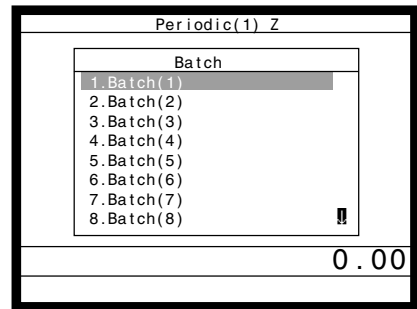 Periodic(1) Z
Batch
1.Batch(1)
2.Batch(2)
3.Batch(3)
4.Batch(4)
5.Batch(5)
6.Batch(6)
7.Batch(7)
8.Batch(8)
0.00